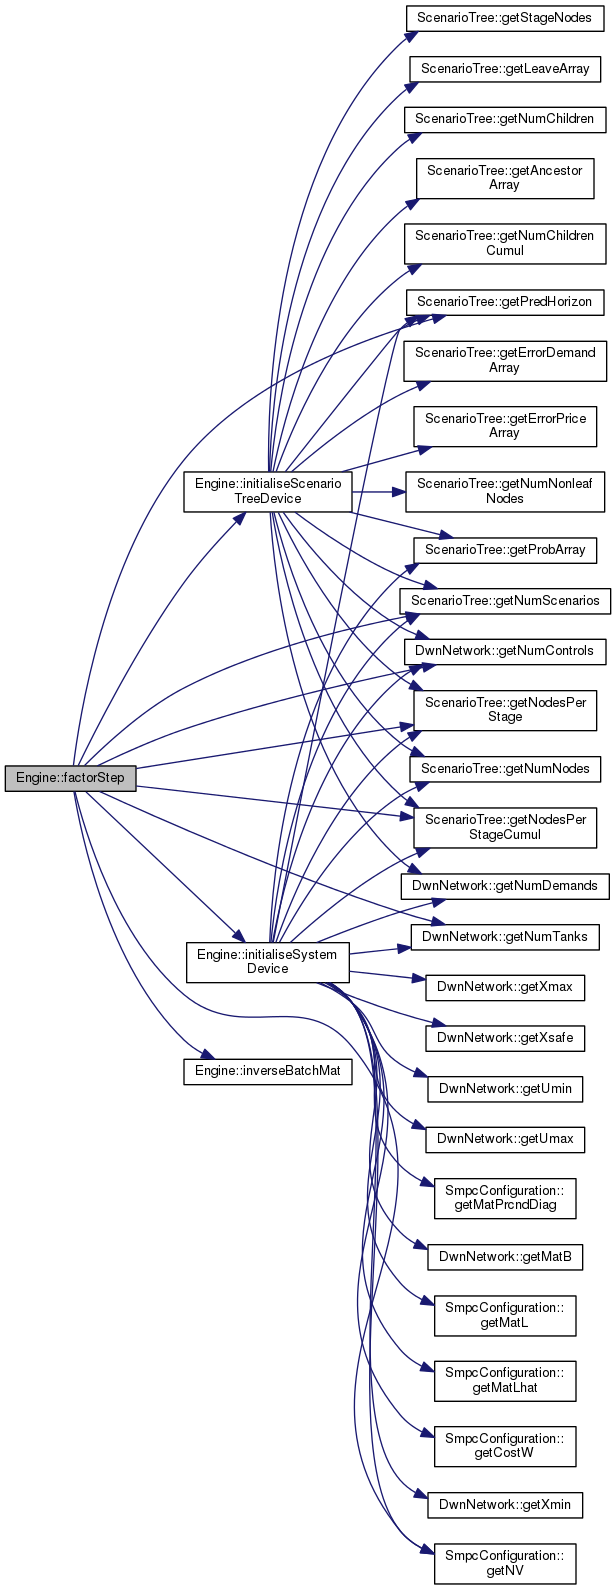 ScenarioTree::getStageNodes
ScenarioTree::getLeaveArray
ScenarioTree::getNumChildren
ScenarioTree::getAncestor
Array
ScenarioTree::getNumChildren
Cumul
ScenarioTree::getPredHorizon
ScenarioTree::getErrorDemand
Array
ScenarioTree::getErrorPrice
Array
Engine::initialiseScenario
TreeDevice
ScenarioTree::getNumNonleaf
Nodes
ScenarioTree::getProbArray
ScenarioTree::getNumScenarios
DwnNetwork::getNumControls
ScenarioTree::getNodesPer
Stage
Engine::factorStep
ScenarioTree::getNumNodes
ScenarioTree::getNodesPer
StageCumul
DwnNetwork::getNumDemands
DwnNetwork::getNumTanks
Engine::initialiseSystem
Device
DwnNetwork::getXmax
DwnNetwork::getXsafe
Engine::inverseBatchMat
DwnNetwork::getUmin
DwnNetwork::getUmax
SmpcConfiguration::
getMatPrcndDiag
DwnNetwork::getMatB
SmpcConfiguration::
getMatL
SmpcConfiguration::
getMatLhat
SmpcConfiguration::
getCostW
DwnNetwork::getXmin
SmpcConfiguration::
getNV